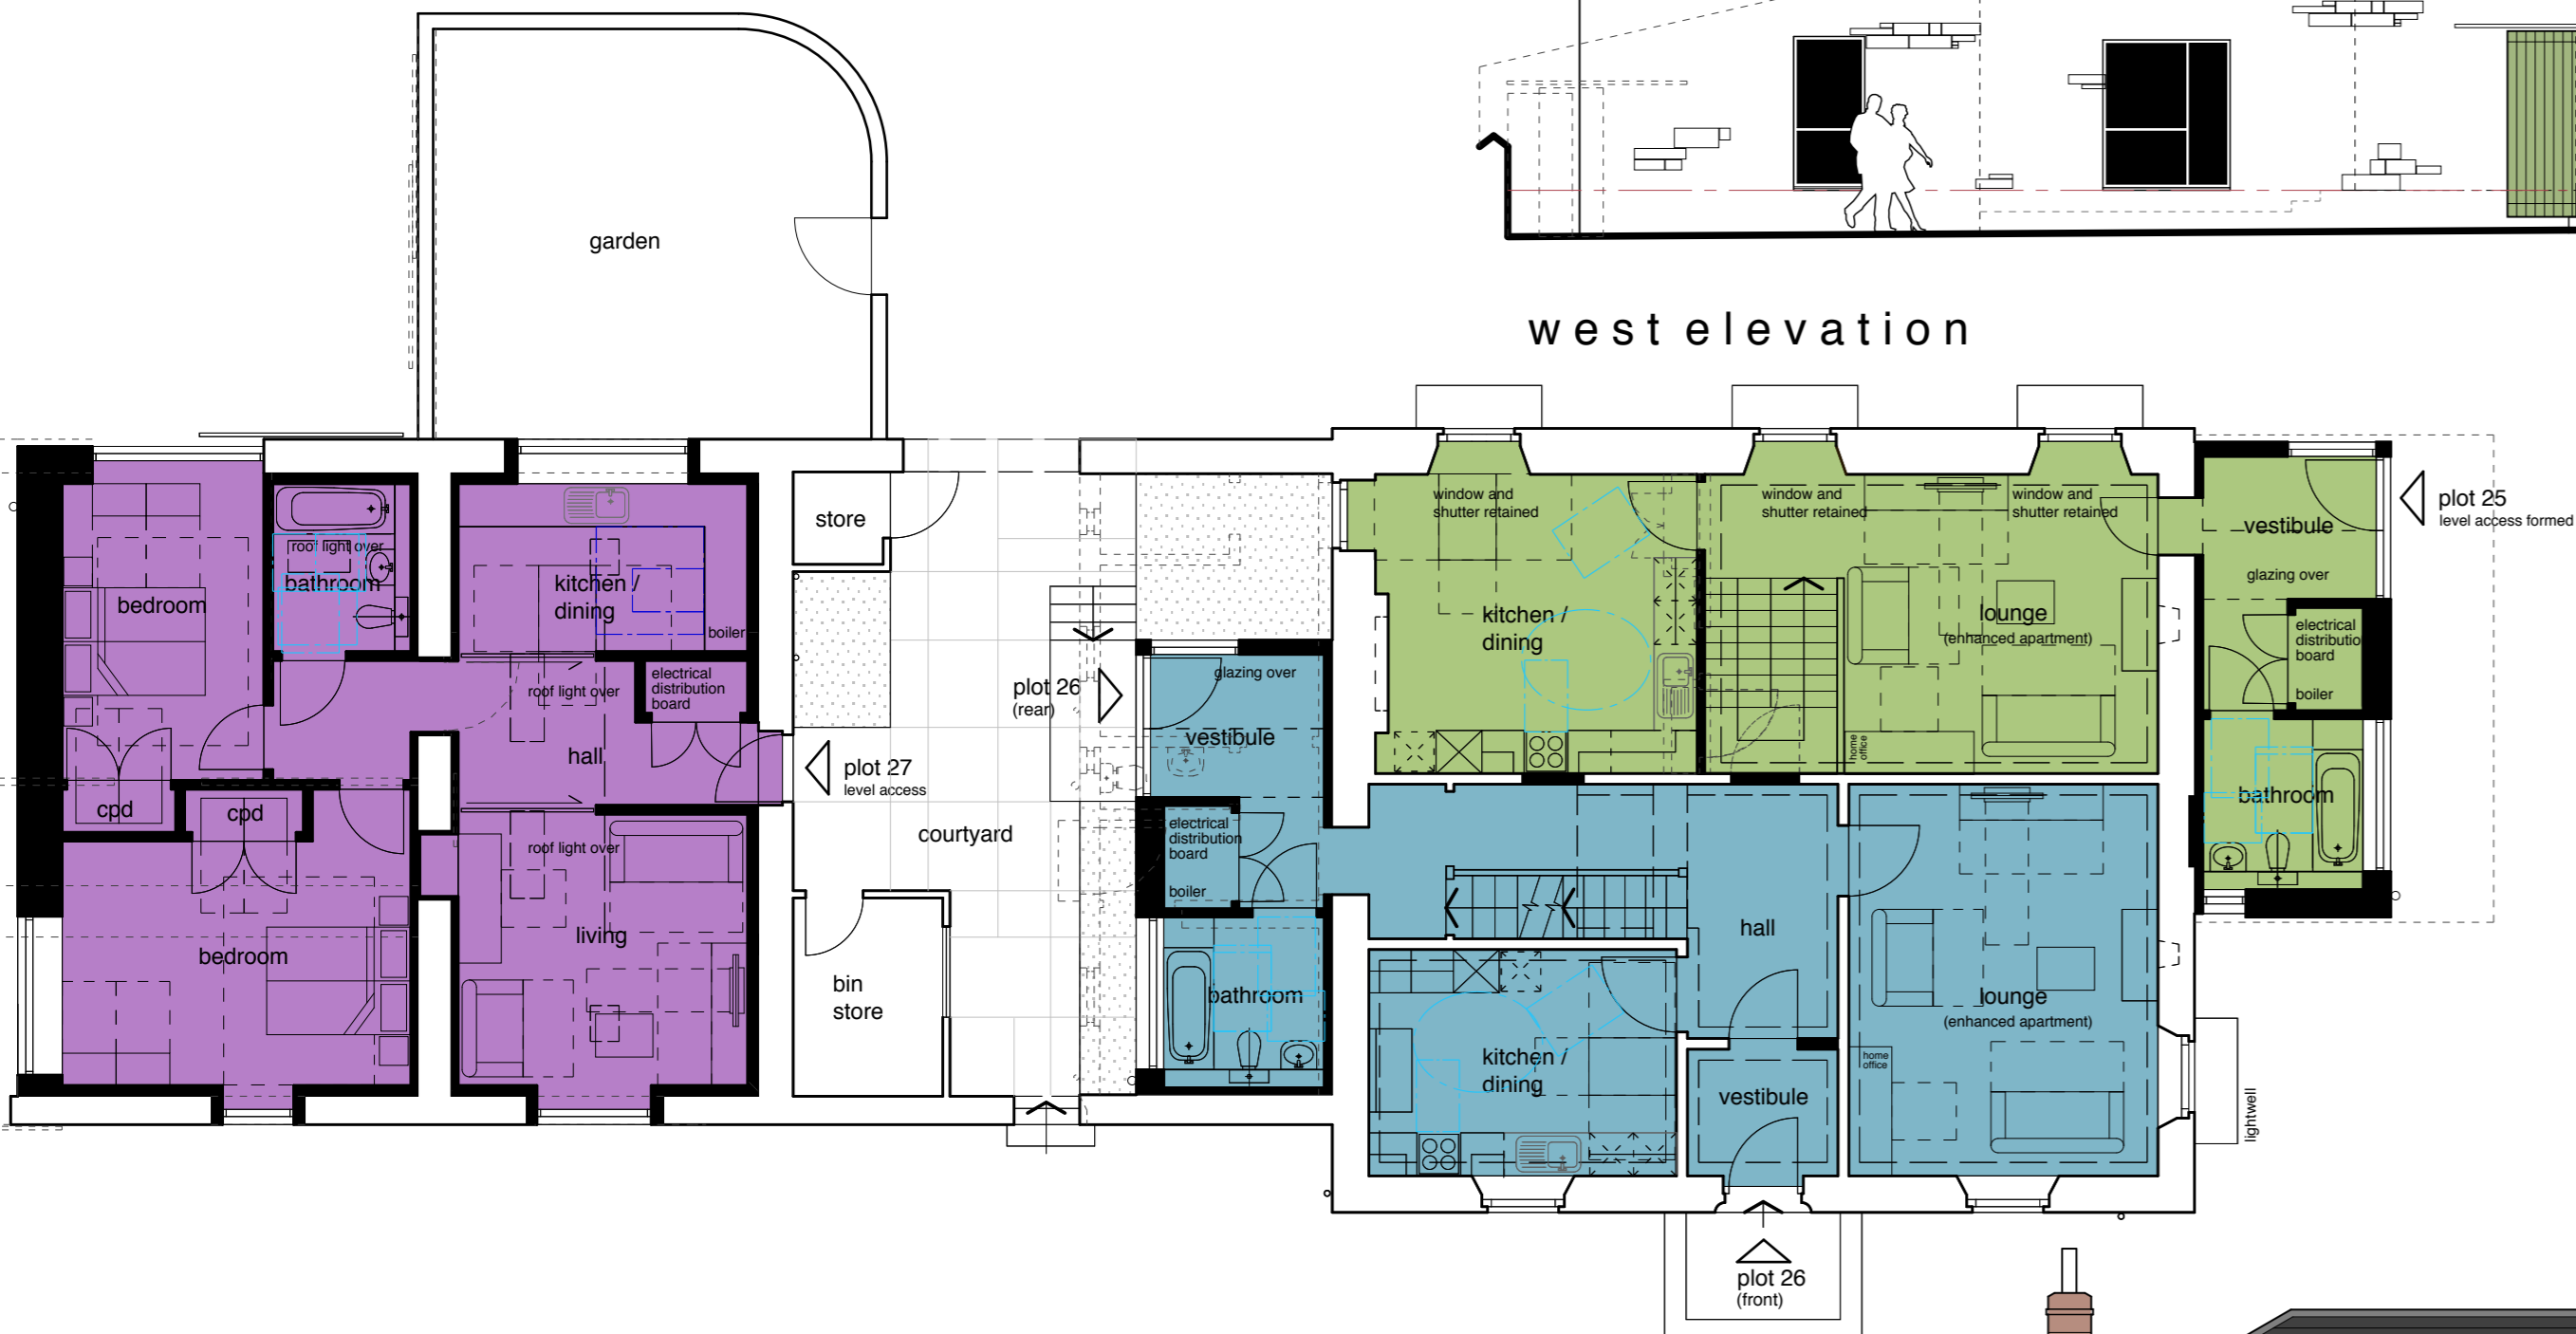 garden
west elevation
bedroom
roof light over
bathroom
kitchen /
dining
boiler
roof light over
electrical
distribution
board
hall
cpd
cpd
bedroom
roof light over
living
store
plot 27
level access
courtyard
bin
store
plot 26
(rear)
glazing over
vestibule
electrical
distribution
board
boiler
bathroom
window and
shutter retained
kitchen /
dining
window and
shutter retained
window and
shutter retained
lounge
(enhanced apartment)
home
office
vestibule
glazing over
electrical
distributio
board
boiler
bathroom
plot 25
level access formed
hall
kitchen /
dining
vestibule
lounge
(enhanced apartment)
home
office
lightwell
plot 26
(front)